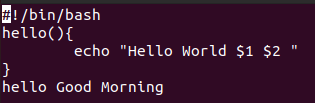 #!/bin/bash
hello(){
        echo "Hello World $1 $2 "
}
hello Good Morning